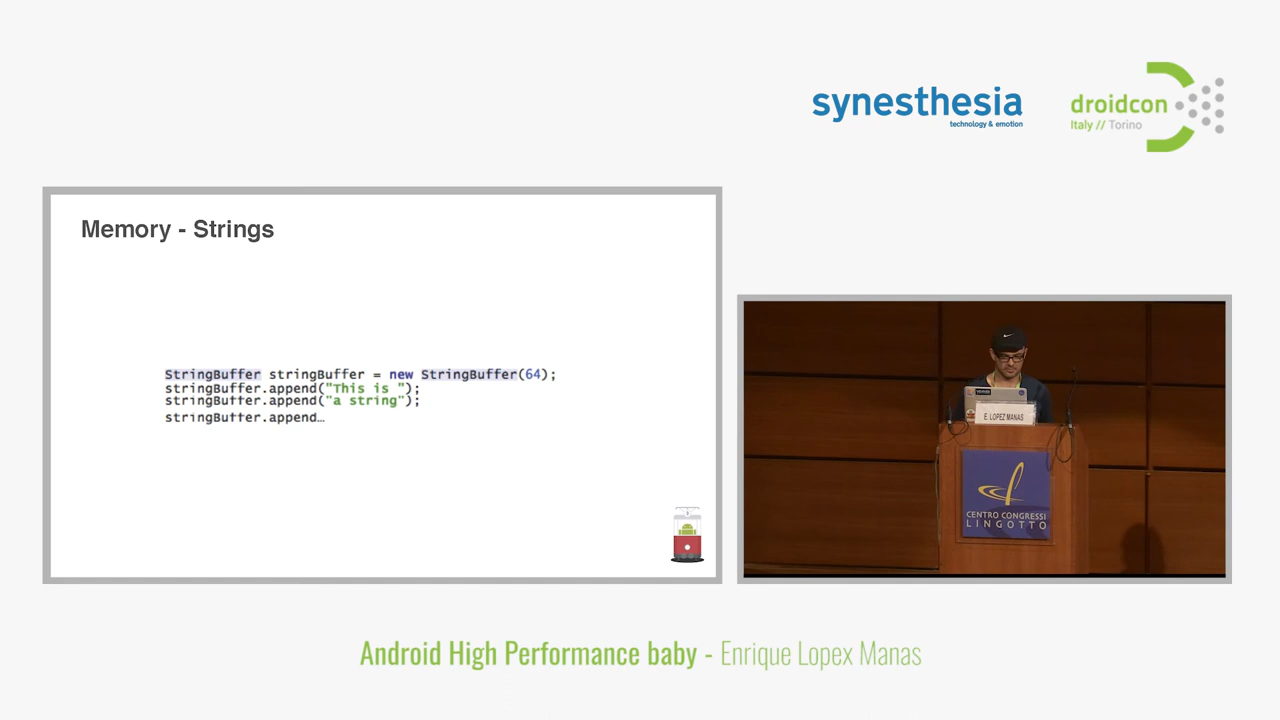 synesthesia
technology & emotion
droidcon
Italy // Torino
Memory - Strings
StringBuffer stringBuffer = new StringBuffer(64);
stringBuffer.append("This is ");
stringBuffer.append("a string");
stringBuffer.append…
E. LOPEZ MANAS
CENTRO CONGRESSI
LINGOTTO
Android High Performance baby - Enrique Lopex Manas